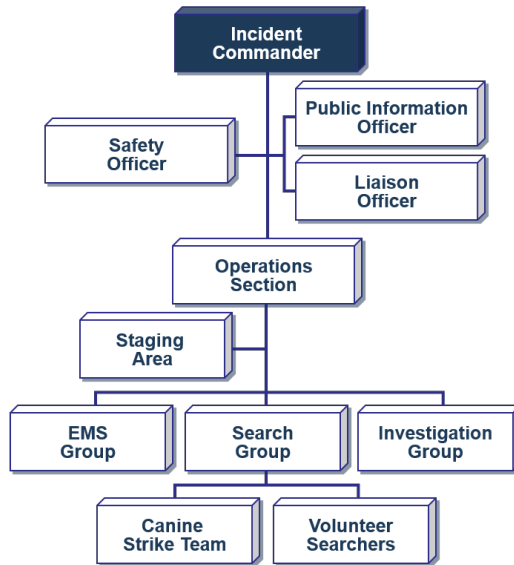 Incident
Commander
Public Information
Officer
Safety
Officer
Liaison
Officer
Operations
Section
Staging
Area
EMS
Group
Search
Group
Investigation
Group
Canine
Strike Team
Volunteer
Searchers